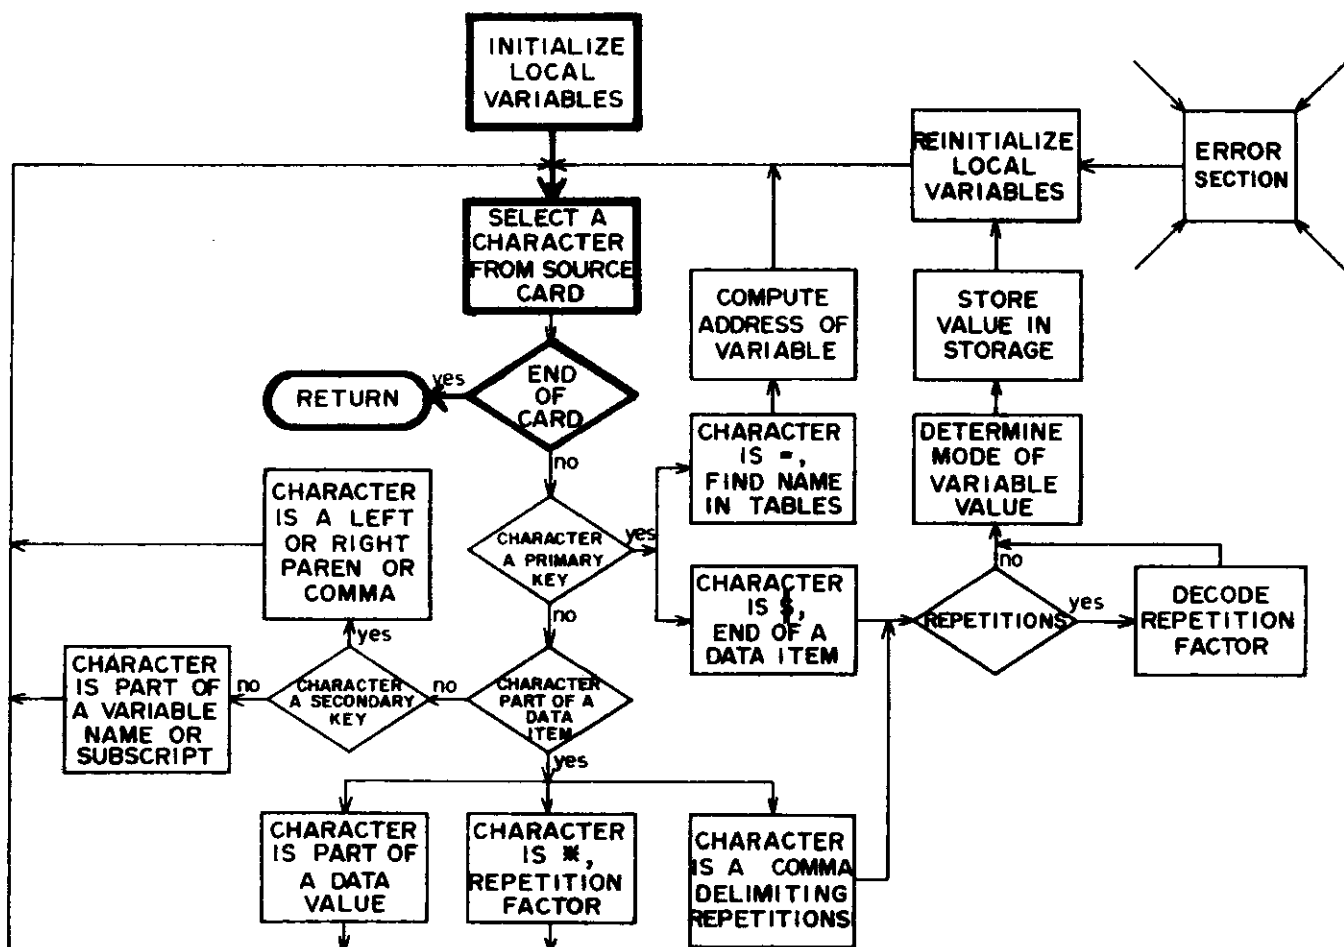 INITIALIZE
LOCAL
VARIABLES
REINITIALIZE
LOCAL
VARIABLES
ERROR
SECTION
SELECT A
CHARACTER
FROM SOURCE
CARD
COMPUTE
ADDRESS OF
VARIABLE
STORE
VALUE IN
STORAGE
RETURN
yes
END
OF
CARD
no
CHARACTER
IS =,
FIND NAME
IN TABLES
DETERMINE
MODE OF
VARIABLE
VALUE
CHARACTER
IS A LEFT
OR RIGHT
PAREN OR
COMMA
CHARACTER
A PRIMARY
KEY
yes
no
CHARACTER
IS $,
END OF A
DATA ITEM
no
REPETITIONS
yes
DECODE
REPETITION
FACTOR
yes
CHARACTER
IS PART OF
A VARIABLE
NAME OR
SUBSCRIPT
no
CHARACTER
A SECONDARY
KEY
no
CHARACTER
PART OF A
DATA
ITEM
yes
CHARACTER
IS PART OF
A DATA
VALUE
CHARACTER
IS *,
REPETITION
FACTOR
CHARACTER
IS A COMMA
DELIMITING
REPETITIONS